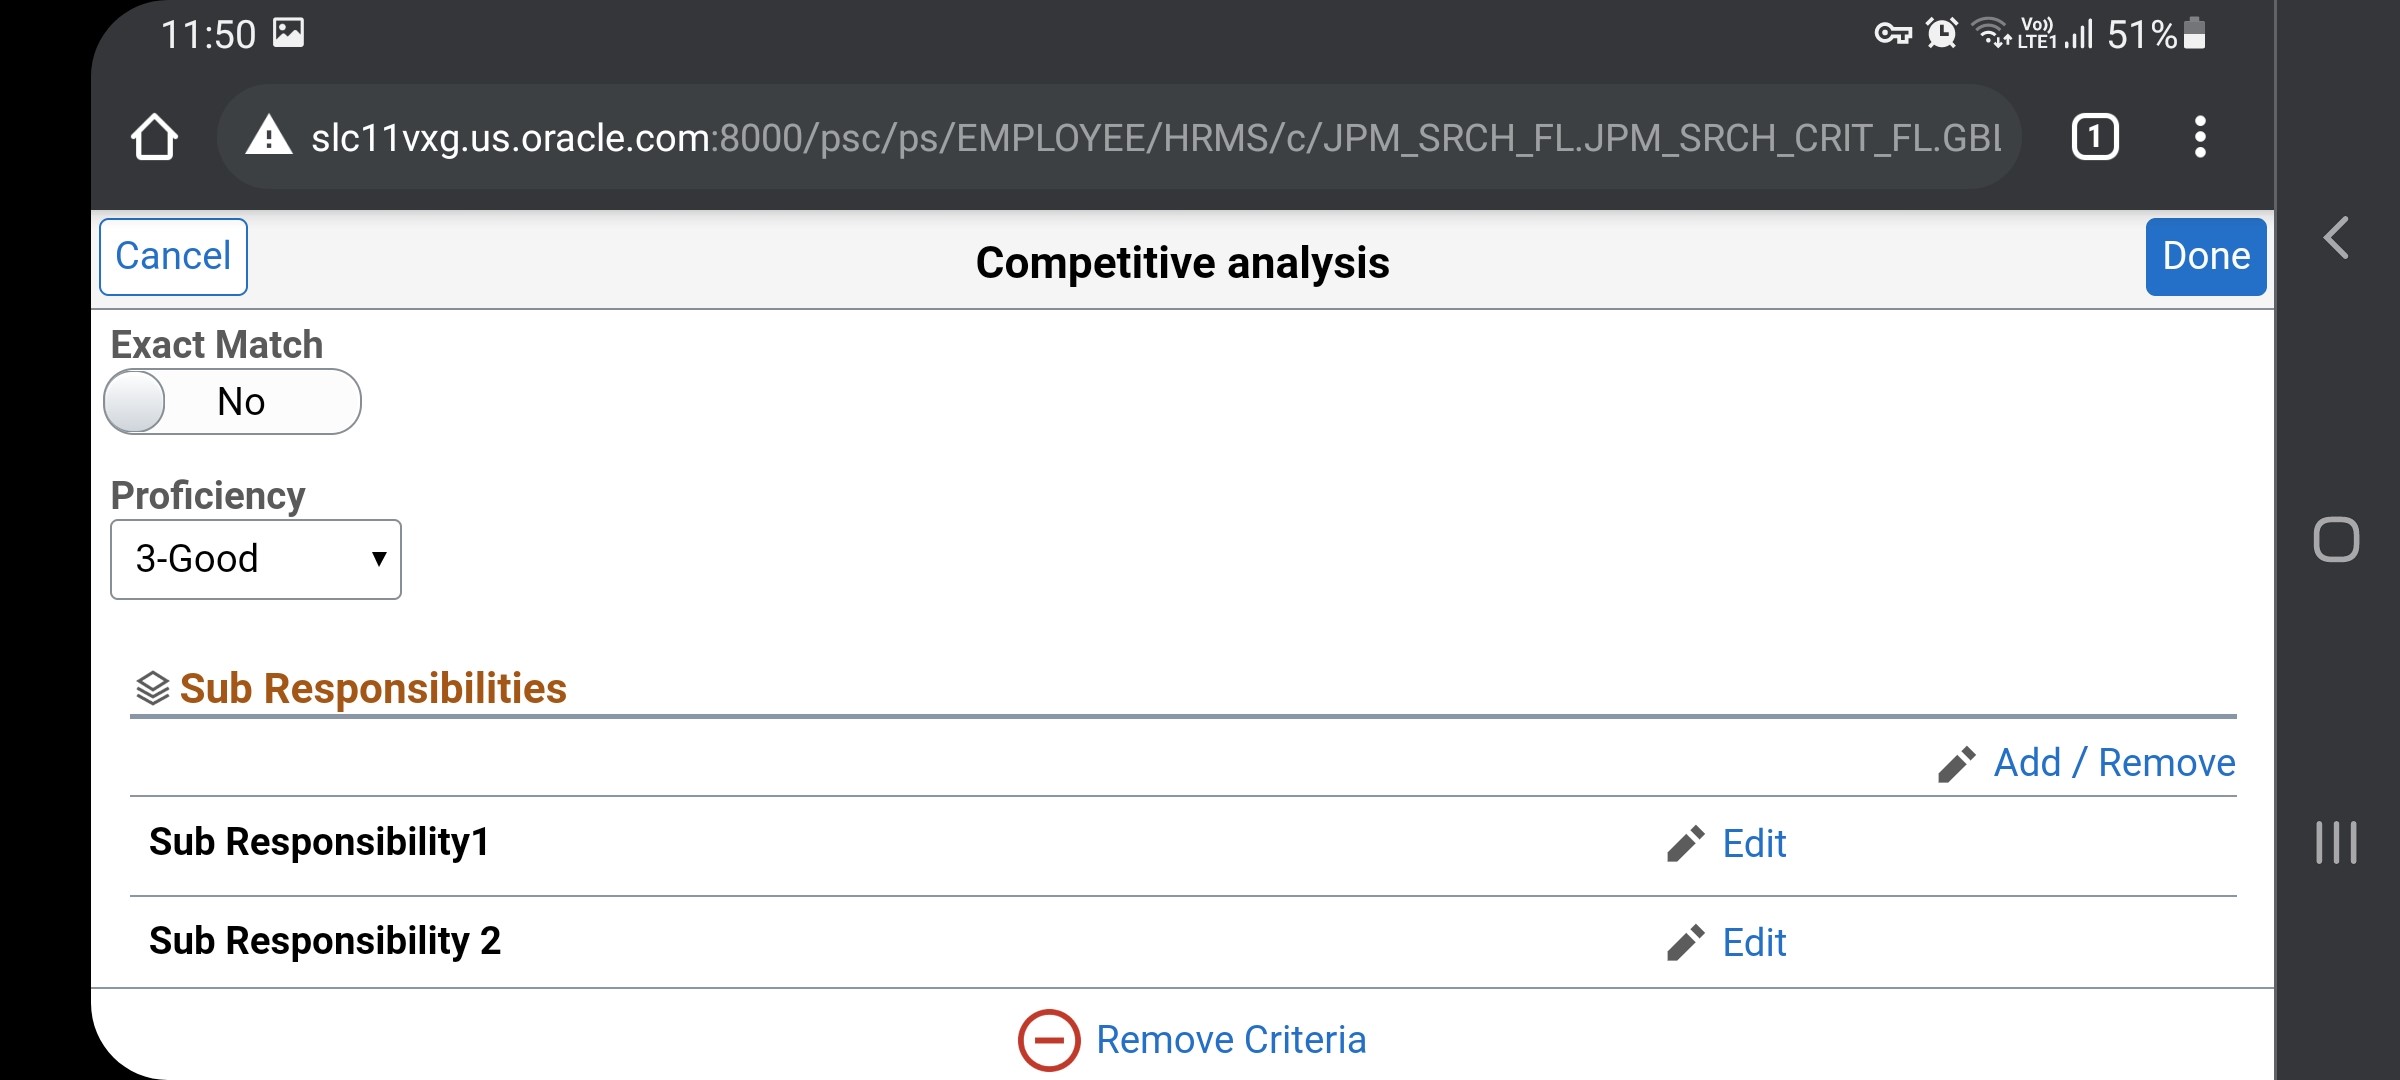 11:50 Vo)) LTE1 51%
slc11vxg.us.oracle.com:8000/psc/ps/EMPLOYEE/HRMS/c/JPM_SRCH_FL.JPM_SRCH_CRIT_FL.GBL 1
Cancel Competitive analysis Done
Exact Match
No
Proficiency
3-Good
Sub Responsibilities
Add / Remove
Sub Responsibility1 Edit
Sub Responsibility 2 Edit
Remove Criteria